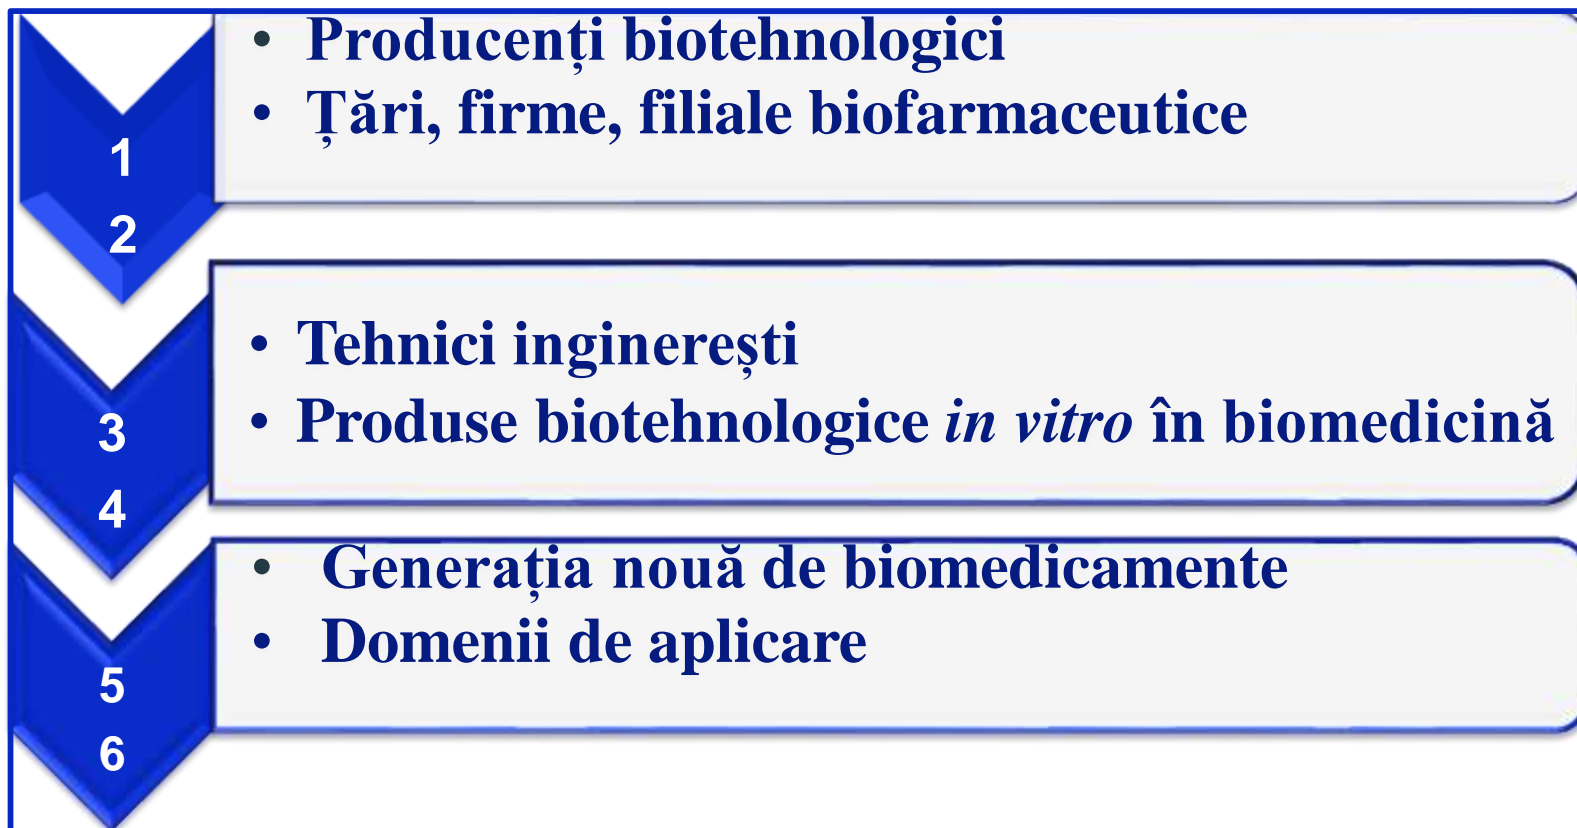 • Producenți biotehnologici
• Țări, firme, filiale biofarmaceutice
1
2
• Tehnici inginerești
• Produse biotehnologice in vitro în biomedicină
3
4
• Generația nouă de biomedicamente
• Domenii de aplicare
5
6